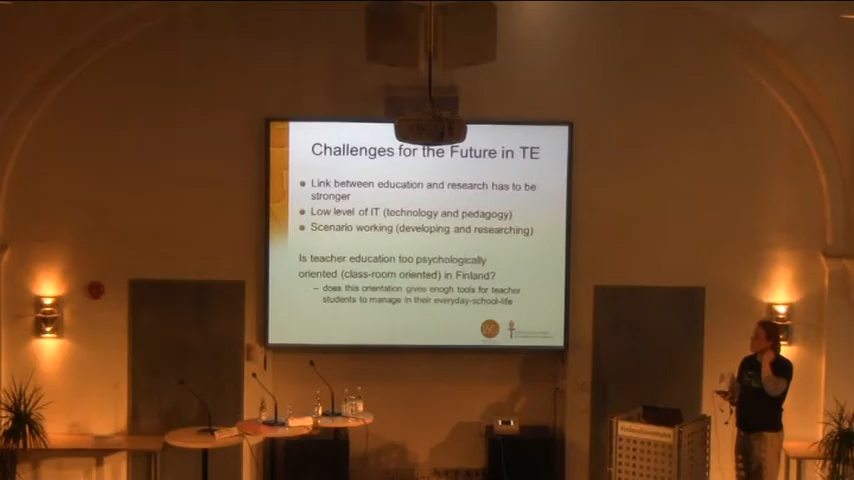 Challenges for the Future in TE
Link between education and research has to be
stronger
Low level of IT (technology and pedagogy)
Scenario working (developing and researching)
Is teacher education too psychologically
oriented (class-room oriented) in Finland?
– does this orientation gives enogh tools for teacher
students to manage in their everyday-school-life